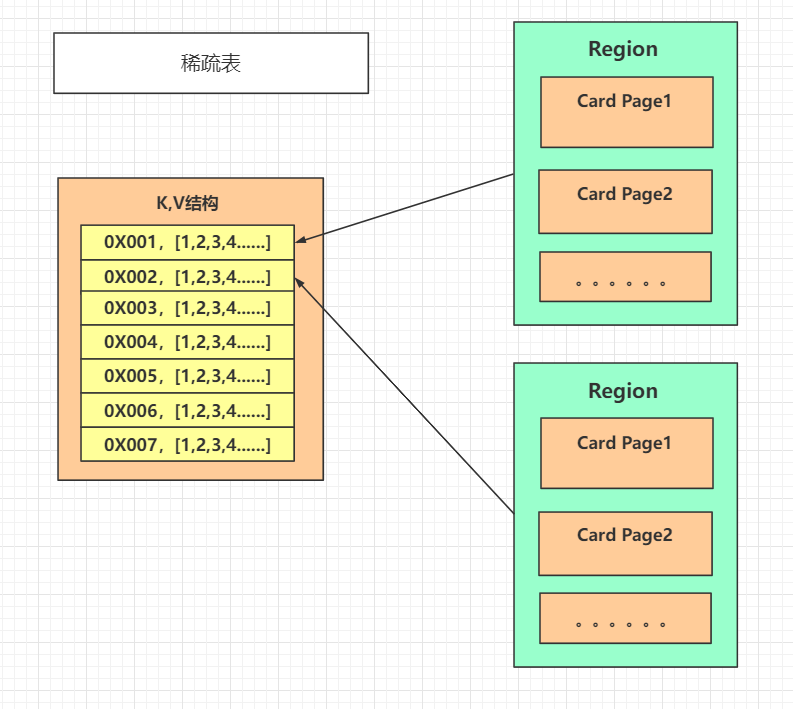 稀疏表
K,V结构
0X001，[1,2,3,4......]
0X002，[1,2,3,4......]
0X003，[1,2,3,4......]
0X004，[1,2,3,4......]
0X005，[1,2,3,4......]
0X006，[1,2,3,4......]
0X007，[1,2,3,4......]
Region
Card Page1
Card Page2
。。。。。。
Region
Card Page1
Card Page2
。。。。。。